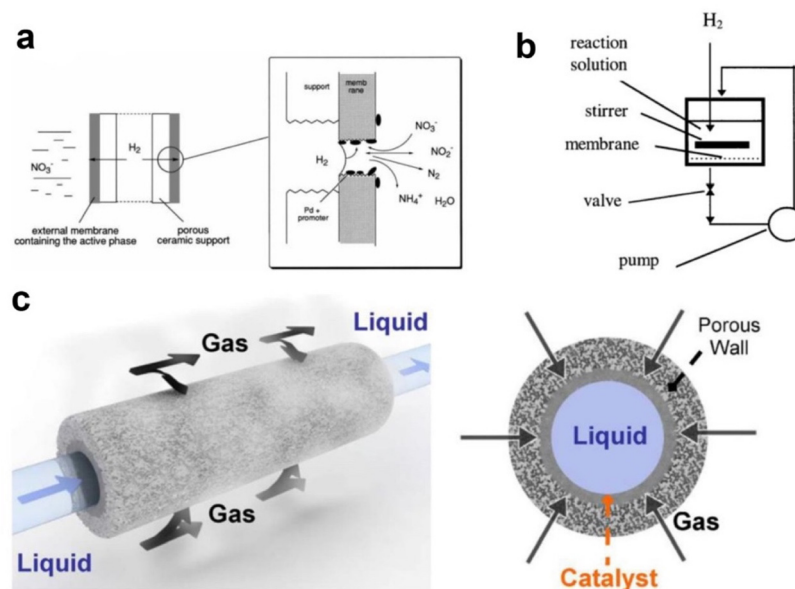 a
NO₃⁻
H₂
external membrane
containing the active phase
porous
ceramic support
support
memb
rane
H₂
Pd +
promoter
NO₃⁻
NO₂⁻
N₂
NH₄⁺
H₂O
b
H₂
reaction
solution
stirrer
membrane
valve
pump
c
Liquid
Gas
Gas
Liquid
Porous
Wall
Liquid
Gas
Catalyst